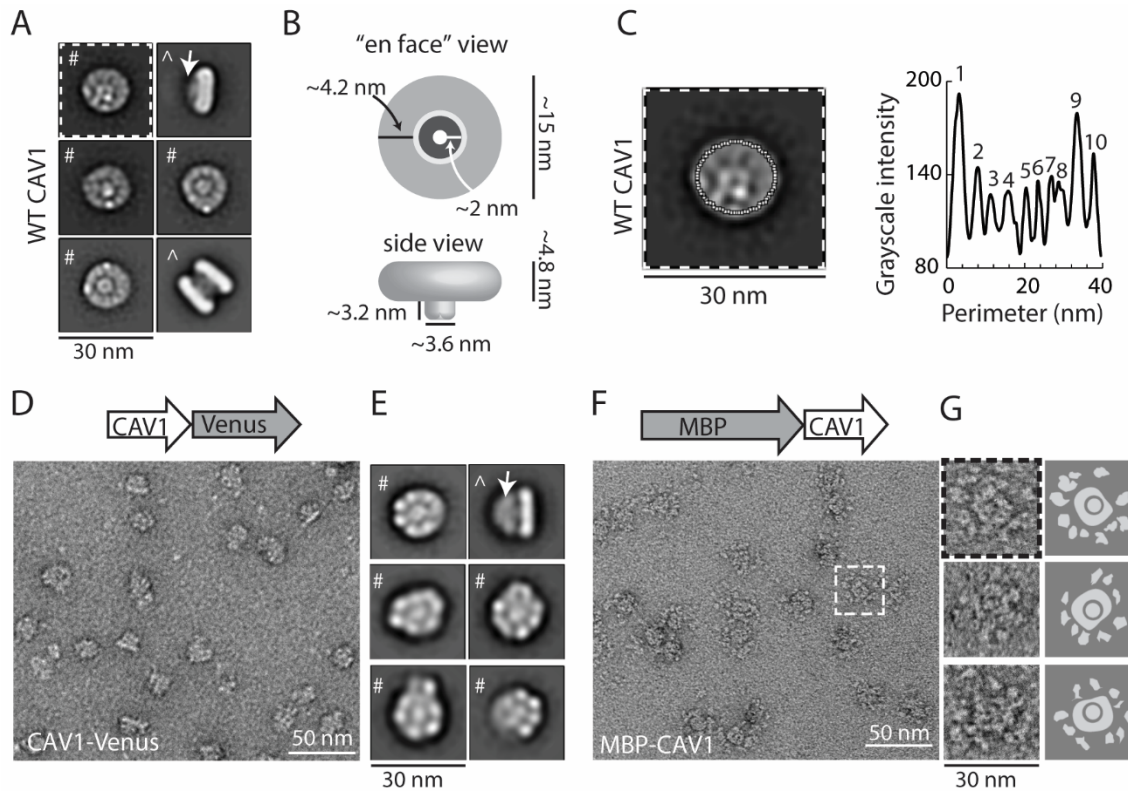 A
WT CAV1
#
^
#
#
#
^
30 nm
B
“en face” view
~4.2 nm
~15 nm
~2 nm
side view
~4.8 nm
~3.2 nm
~3.6 nm
C
WT CAV1
30 nm
Grayscale intensity
200
140
80
1
2
3
4
5
6
7
8
9
10
0
20
40
Perimeter (nm)
D
CAV1
Venus
CAV1-Venus
50 nm
E
#
^
#
#
#
#
30 nm
F
MBP
CAV1
MBP-CAV1
50 nm
G
30 nm